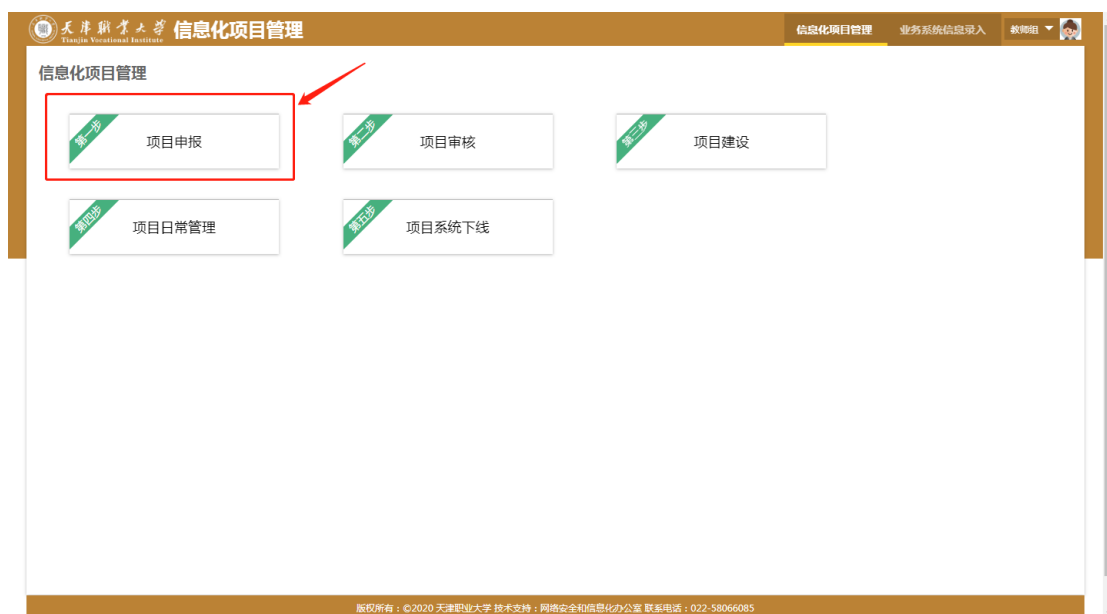 天津职业大学 信息化项目管理 信息化项目管理 业务系统信息录入 教师组
Tianjin Vocational Institute
信息化项目管理
第一步 项目申报 第二步 项目审核 第三步 项目建设
第四步 项目日常管理 第五步 项目系统下线
版权所有：©2020 天津职业大学 技术支持：网络安全和信息化办公室 联系电话：022-58066085